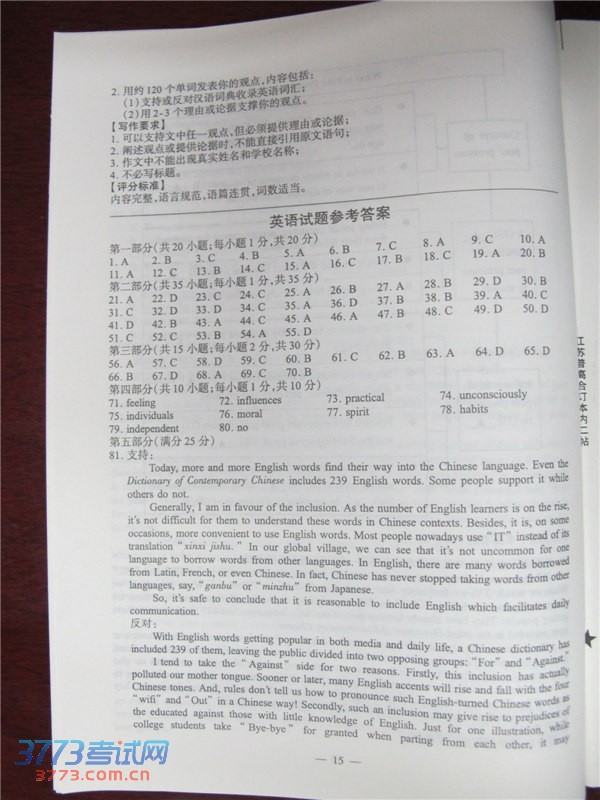 2. 用约 120 个单词发表你的观点,内容包括:
(1)支持或反对汉语词典收录英语词汇;
(2)用 2-3 个理由或论据支撑你的观点。
【写作要求】
1. 可以支持文中任一观点,但必须提供理由或论据;
2. 阐述观点或提供论据时,不能直接引用原文语句;
3. 作文中不能出现真实姓名和学校名称;
4. 不必写标题。
【评分标准】
内容完整,语言规范,语篇连贯,词数适当。
英语试题参考答案
第一部分(共 20 小题;每小题 1 分,共 20 分)
1. A 2. B 3. C 4. B 5. A 6. B 7. C 8. A 9. C 10. A
11. A 12. C 13. B 14. C 15. A 16. C 17. B 18. C 19. A 20. B
第二部分(共 35 小题;每小题 1 分,共 35 分)
21. A 22. D 23. C 24. C 25. A 26. B 27. A 28. B 29. D 30. B
31. C 32. D 33. D 34. C 35. A 36. D 37. B 38. B 39. A 40. C
41. D 42. B 43. A 44. C 45. A 46. A 47. B 48. C 49. D 50. D
51. C 52. C 53. B 54. A 55. D
第三部分(共 15 小题;每小题 2 分,共 30 分)
56. A 57. C 58. D 59. C 60. B 61. C 62. B 63. A 64. D 65. D
66. B 67. D 68. A 69. C 70. B
第四部分(共 10 小题;每小题 1 分,共 10 分)
71. feeling 72. influences 73. practical 74. unconsciously
75. individuals 76. moral 77. spirit 78. habits
79. independent 80. no
第五部分(满分 25 分)
81. 支持:
Today, more and more English words find their way into the Chinese language. Even the
Dictionary of Contemporary Chinese includes 239 English words. Some people support it while
others do not.
Generally, I am in favour of the inclusion. As the number of English learners is on the rise,
it's not difficult for them to understand these words in Chinese contexts. Besides, it is, on some
occasions, more convenient to use English words. Most people nowadays use "IT" instead of its
translation "xinxi jishu." In our global village, we can see that it's not uncommon for one
language to borrow words from other languages. In English, there are many words borrowed
from Latin, French, or even Chinese. In fact, Chinese has never stopped taking words from other
languages, say, "ganbu" or "minzhu" from Japanese.
So, it's safe to conclude that it is reasonable to include English which facilitates daily
communication.
反对:
With English words getting popular in both media and daily life, a Chinese dictionary has
included 239 of them, leaving the public divided into two opposing groups: "For" and "Against."
I tend to take the "Against" side for two reasons. Firstly, this inclusion has actually
polluted our mother tongue. Sooner or later, many English accents will rise and fall with the four
Chinese tones. And, rules don't tell us how to pronounce such English-turned Chinese words as
"wifi" and "Out" in a Chinese way! Secondly, such an inclusion may give rise to prejudices of
the educated against those with little knowledge of English. Just for one illustration, while
college students take "Bye-bye" for granted when parting from each other, it may
— 15 —
江苏普高合订本内二帖
3773考试网
3773.com.cn